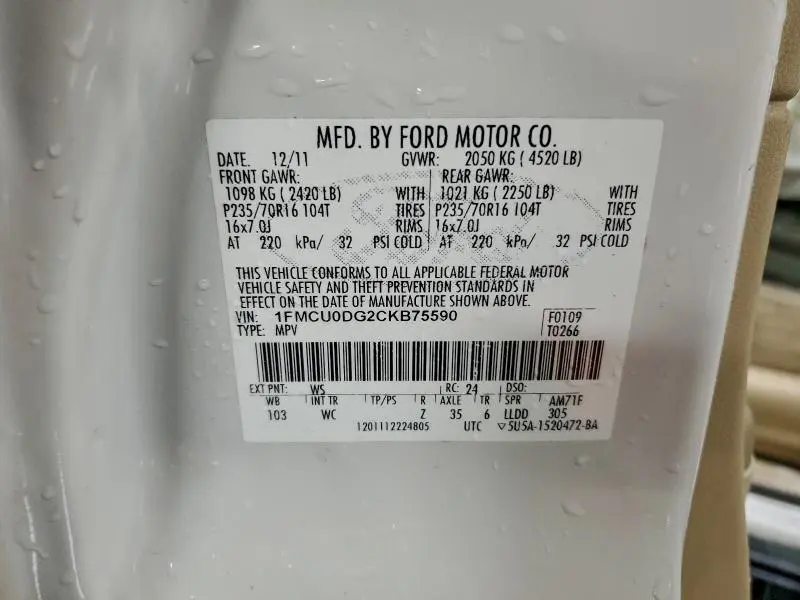 MFD. BY FORD MOTOR CO.
DATE. 12/11 GVWR: 2050 KG ( 4520 LB)
FRONT GAWR: REAR GAWR:
1098 KG ( 2420 LB) WITH 1021 KG ( 2250 LB) WITH
P235/70R16 104T TIRES P235/70R16 104T TIRES
16x7.0J RIMS 16x7.0J RIMS
AT 220 kPa/ 32 PSI COLD AT 220 kPa/ 32 PSI COLD
THIS VEHICLE CONFORMS TO ALL APPLICABLE FEDERAL MOTOR
VEHICLE SAFETY AND THEFT PREVENTION STANDARDS IN
EFFECT ON THE DATE OF MANUFACTURE SHOWN ABOVE.
VIN: 1FMCU0DG2CKB75590 F0109
TYPE: MPV T0266
EXT PNT: WS RC: 24 DSO:
WB INT TR TP/PS R AXLE TR SPR AM71F
103 WC Z 35 6 LLDD 305
1201112224805 UTC ▽5U5A-1520472-BA